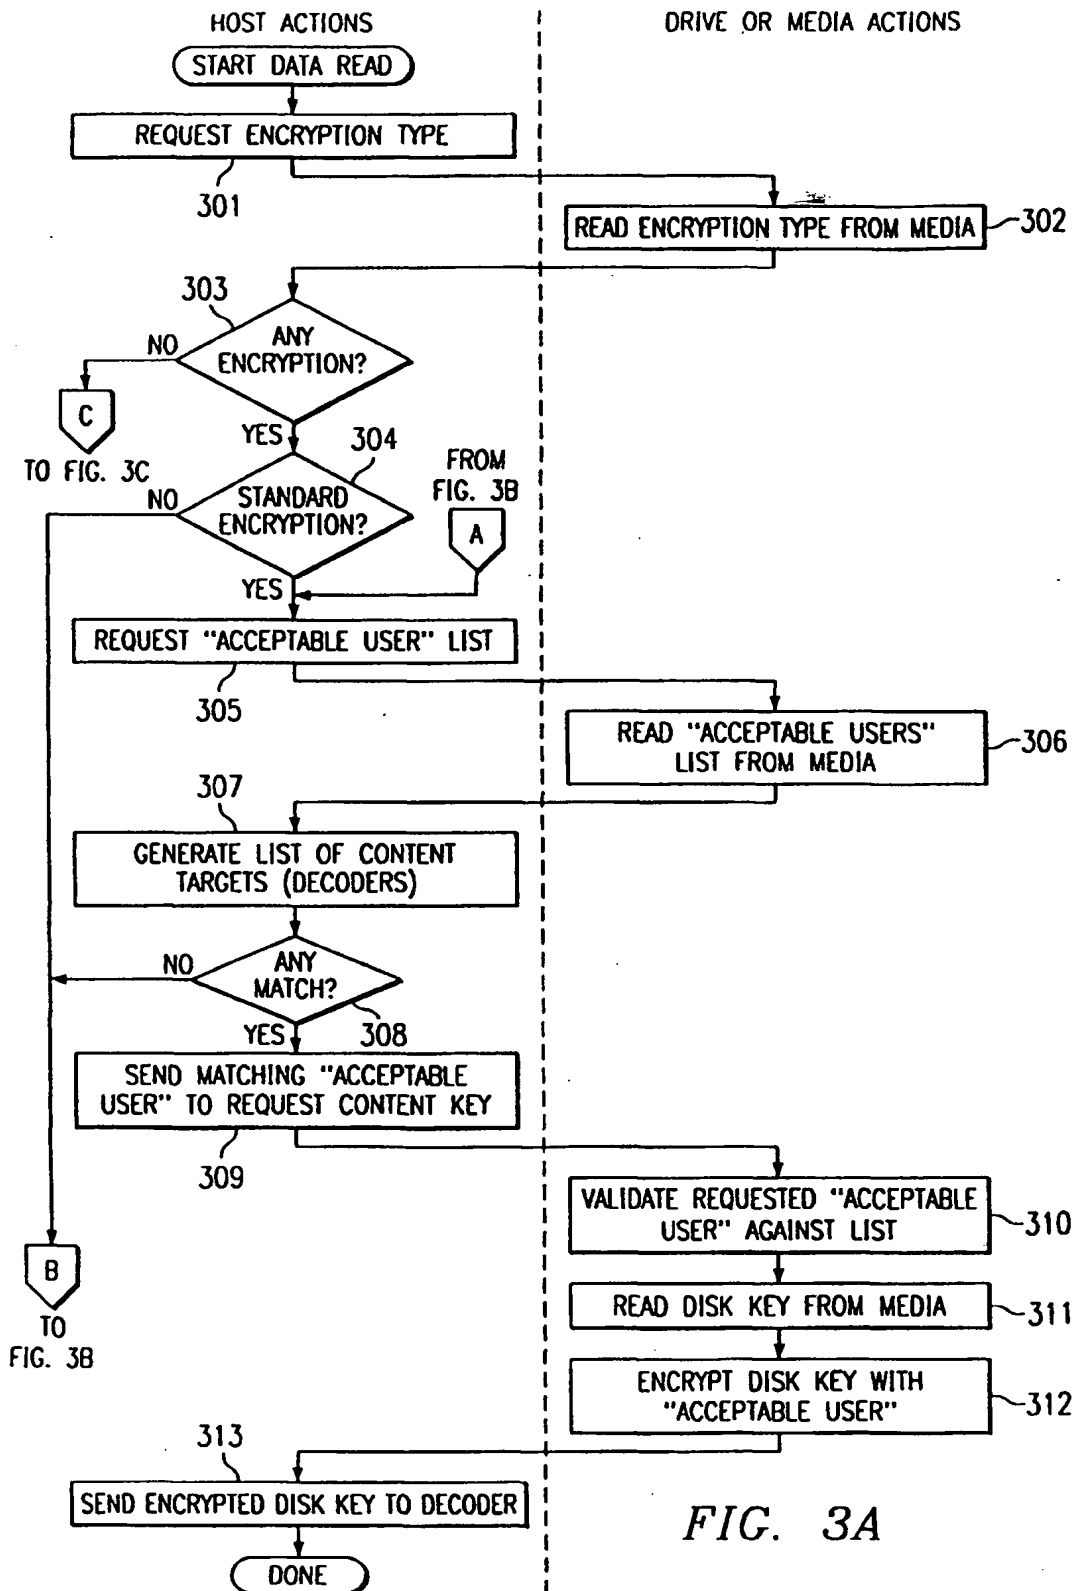 HOST ACTIONS
DRIVE OR MEDIA ACTIONS
START DATA READ
REQUEST ENCRYPTION TYPE
301
READ ENCRYPTION TYPE FROM MEDIA
302
303
ANY
ENCRYPTION?
NO
C
TO FIG. 3C
YES
304
STANDARD
ENCRYPTION?
NO
FROM
FIG. 3B
A
YES
REQUEST "ACCEPTABLE USER" LIST
305
READ "ACCEPTABLE USERS"
LIST FROM MEDIA
306
307
GENERATE LIST OF CONTENT
TARGETS (DECODERS)
ANY
MATCH?
NO
308
YES
SEND MATCHING "ACCEPTABLE
USER" TO REQUEST CONTENT KEY
309
VALIDATE REQUESTED "ACCEPTABLE
USER" AGAINST LIST
310
B
TO
FIG. 3B
READ DISK KEY FROM MEDIA
311
ENCRYPT DISK KEY WITH
"ACCEPTABLE USER"
312
313
SEND ENCRYPTED DISK KEY TO DECODER
DONE
FIG. 3A